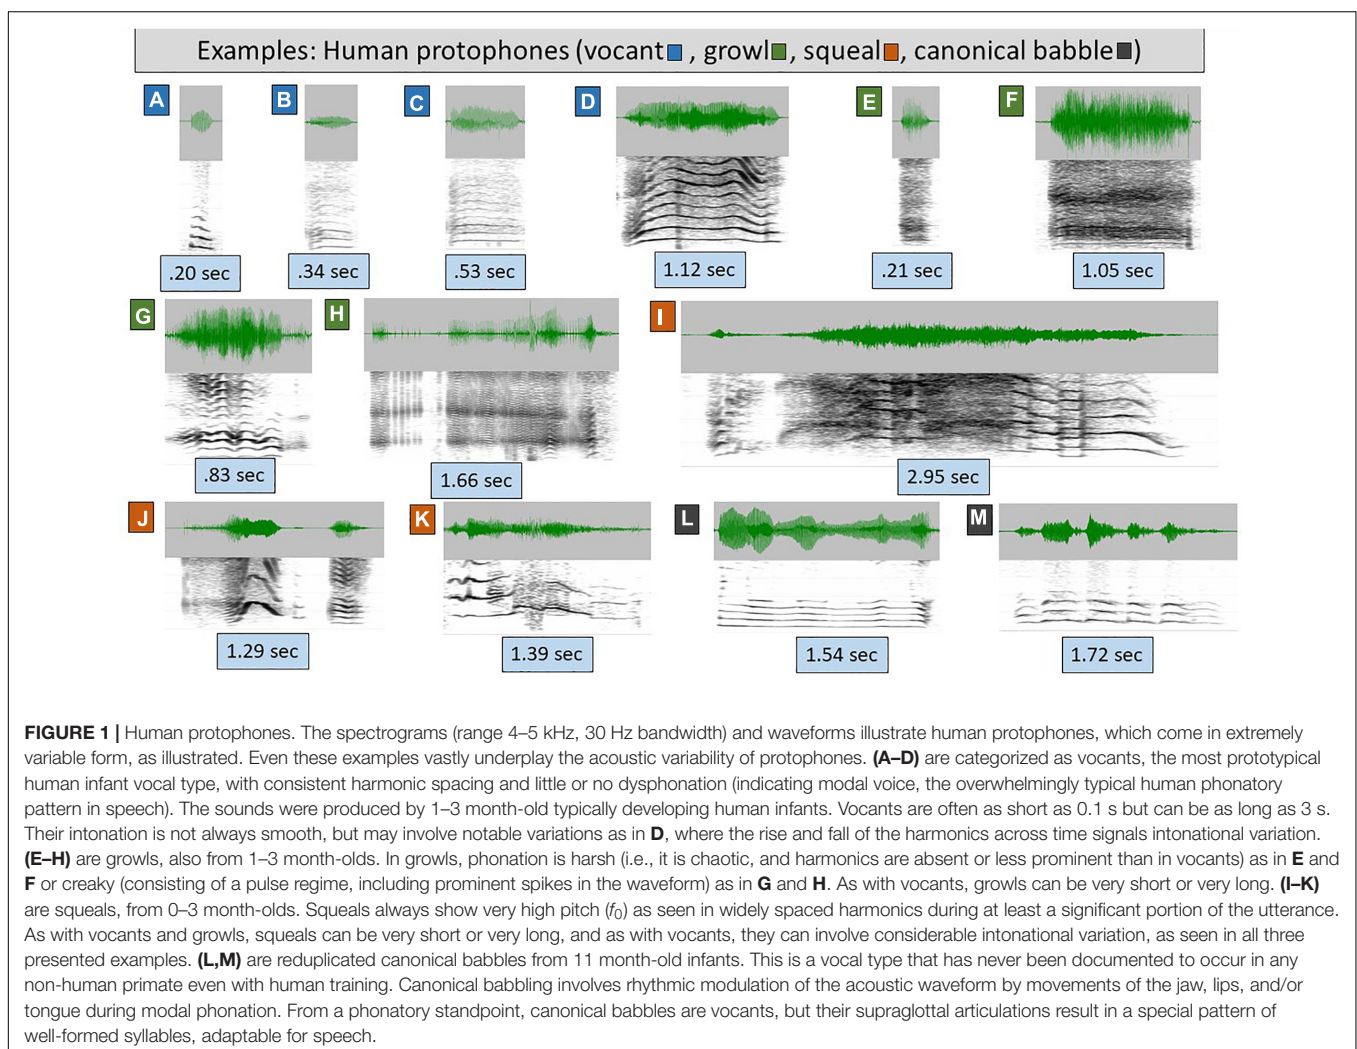 Examples: Human protophones (vocant , growl , squeal , canonical babble )
A B C D E F
.20 sec .34 sec .53 sec 1.12 sec .21 sec 1.05 sec
G H I
.83 sec 1.66 sec 2.95 sec
J K L M
1.29 sec 1.39 sec 1.54 sec 1.72 sec
FIGURE 1 | Human protophones. The spectrograms (range 4–5 kHz, 30 Hz bandwidth) and waveforms illustrate human protophones, which come in extremely
variable form, as illustrated. Even these examples vastly underplay the acoustic variability of protophones. (A–D) are categorized as vocants, the most prototypical
human infant vocal type, with consistent harmonic spacing and little or no dysphonation (indicating modal voice, the overwhelmingly typical human phonatory
pattern in speech). The sounds were produced by 1–3 month-old typically developing human infants. Vocants are often as short as 0.1 s but can be as long as 3 s.
Their intonation is not always smooth, but may involve notable variations as in D, where the rise and fall of the harmonics across time signals intonational variation.
(E–H) are growls, also from 1–3 month-olds. In growls, phonation is harsh (i.e., it is chaotic, and harmonics are absent or less prominent than in vocants) as in E and
F or creaky (consisting of a pulse regime, including prominent spikes in the waveform) as in G and H. As with vocants, growls can be very short or very long. (I–K)
are squeals, from 0–3 month-olds. Squeals always show very high pitch (f0) as seen in widely spaced harmonics during at least a significant portion of the utterance.
As with vocants and growls, squeals can be very short or very long, and as with vocants, they can involve considerable intonational variation, as seen in all three
presented examples. (L,M) are reduplicated canonical babbles from 11 month-old infants. This is a vocal type that has never been documented to occur in any
non-human primate even with human training. Canonical babbling involves rhythmic modulation of the acoustic waveform by movements of the jaw, lips, and/or
tongue during modal phonation. From a phonatory standpoint, canonical babbles are vocants, but their supraglottal articulations result in a special pattern of
well-formed syllables, adaptable for speech.